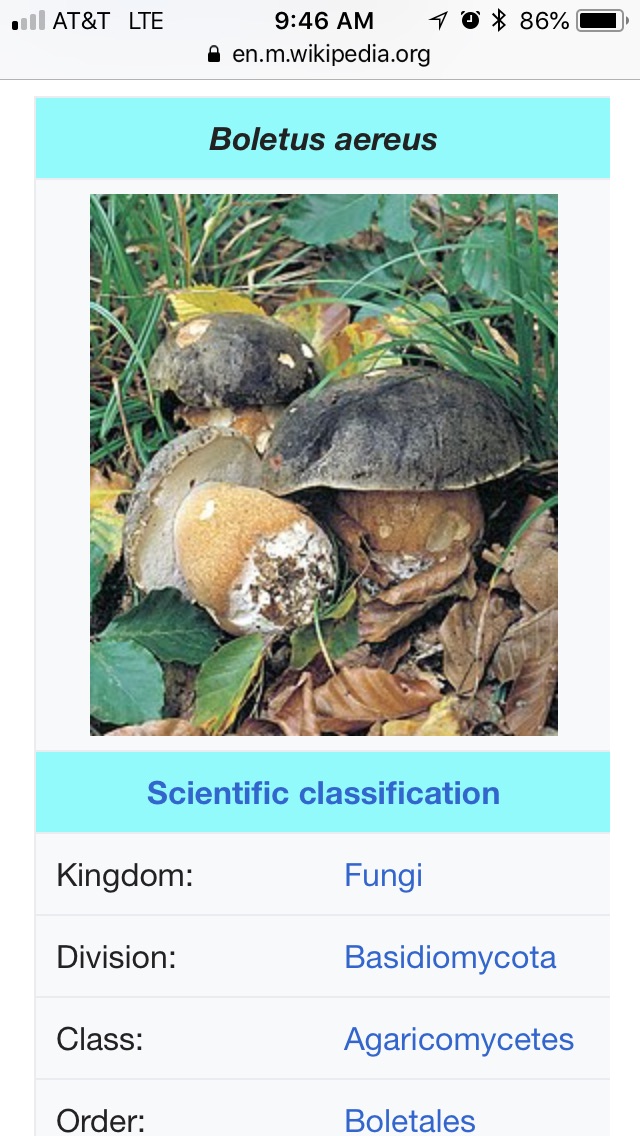 AT&T LTE 9:46 AM 86%
en.m.wikipedia.org
Boletus aereus
Scientific classification
Kingdom: Fungi
Division: Basidiomycota
Class: Agaricomycetes
Order: Boletales